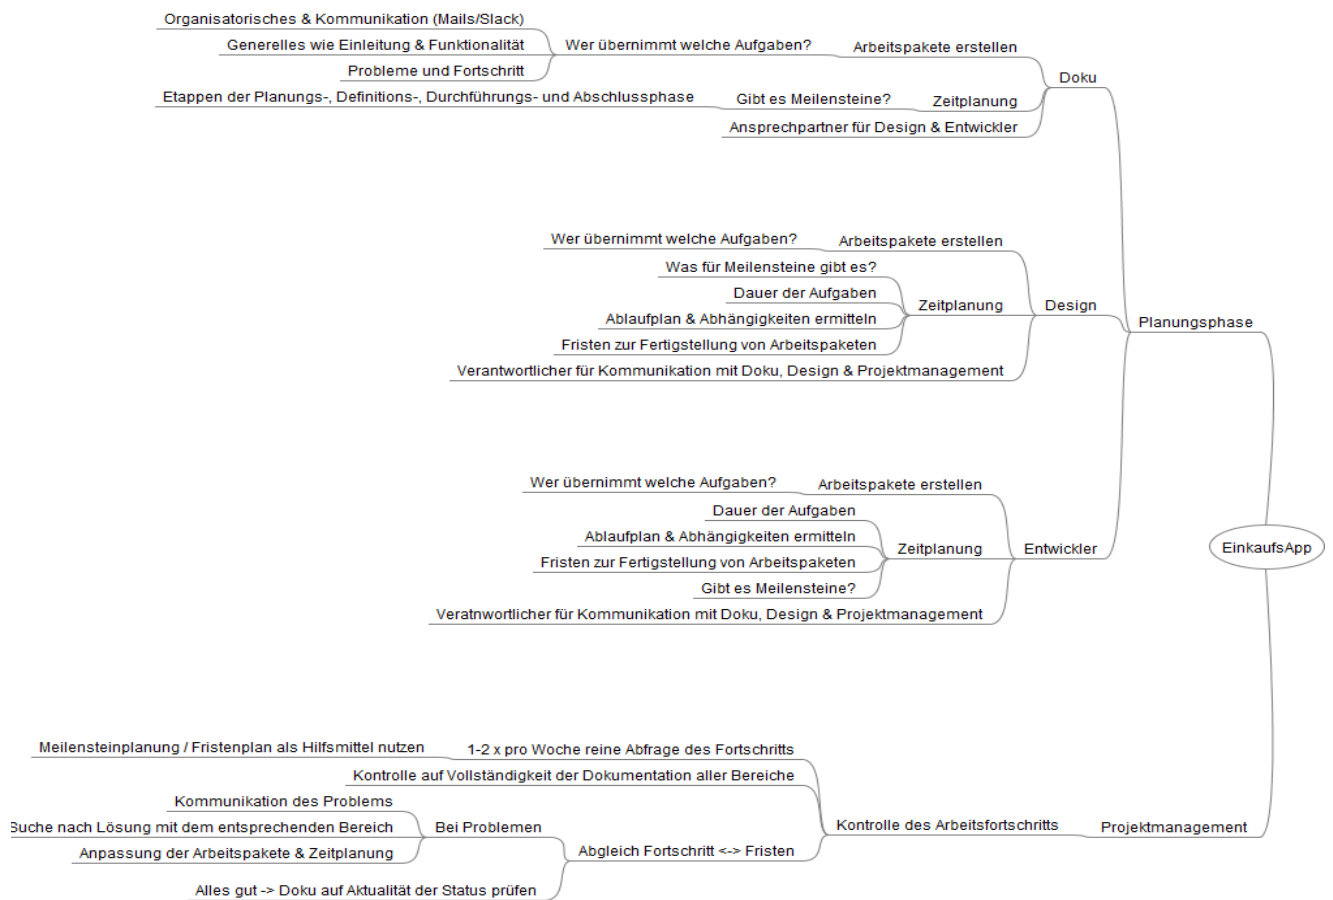 Organisatorisches & Kommunikation (Mails/Slack)
Generelles wie Einleitung & Funktionalität
Probleme und Fortschritt
Wer übernimmt welche Aufgaben?
Arbeitspakete erstellen
Etappen der Planungs-, Definitions-, Durchführungs- und Abschlussphase
Gibt es Meilensteine?
Zeitplanung
Ansprechpartner für Design & Entwickler
Doku
Wer übernimmt welche Aufgaben?
Arbeitspakete erstellen
Was für Meilensteine gibt es?
Dauer der Aufgaben
Ablaufplan & Abhängigkeiten ermitteln
Fristen zur Fertigstellung von Arbeitspaketen
Zeitplanung
Verantwortlicher für Kommunikation mit Doku, Design & Projektmanagement
Design
Planungsphase
Wer übernimmt welche Aufgaben?
Arbeitspakete erstellen
Dauer der Aufgaben
Ablaufplan & Abhängigkeiten ermitteln
Fristen zur Fertigstellung von Arbeitspaketen
Gibt es Meilensteine?
Zeitplanung
Veratnwortlicher für Kommunikation mit Doku, Design & Projektmanagement
Entwickler
EinkaufsApp
Meilensteinplanung / Fristenplan als Hilfsmittel nutzen
1-2 x pro Woche reine Abfrage des Fortschritts
Kontrolle auf Vollständigkeit der Dokumentation aller Bereiche
Kommunikation des Problems
Suche nach Lösung mit dem entsprechenden Bereich
Anpassung der Arbeitspakete & Zeitplanung
Bei Problemen
Alles gut -> Doku auf Aktualität der Status prüfen
Abgleich Fortschritt <-> Fristen
Kontrolle des Arbeitsfortschritts
Projektmanagement